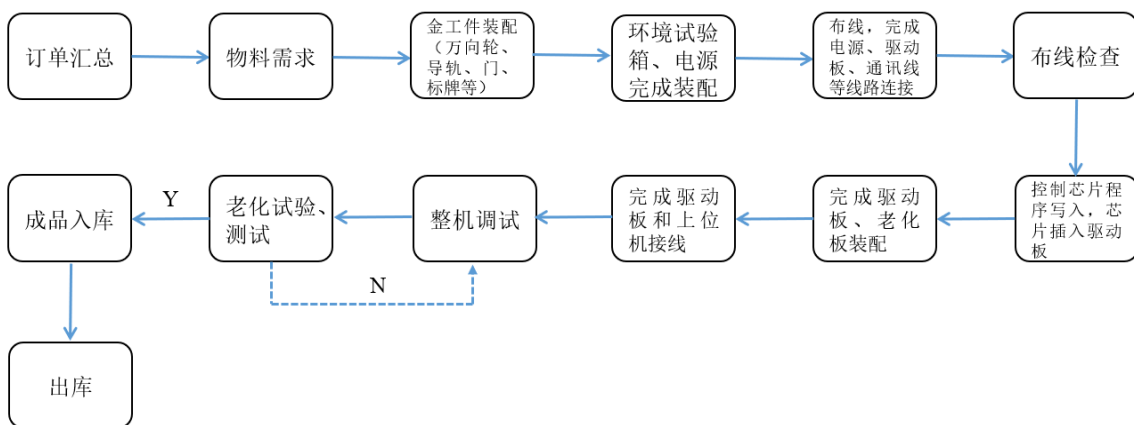 订单汇总
物料需求
金工件装配
（万向轮、
导轨、门、
标牌等）
环境试验
箱、电源
完成装配
布线，完成
电源、驱动
板、通讯线
等线路连接
布线检查
控制芯片程
序写入，芯
片插入驱动
板
完成驱动
板、老化
板装配
完成驱动
板和上位
机接线
整机调试
老化试验、
测试
Y
N
成品入库
出库